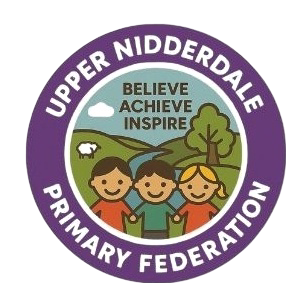 UPPER NIDDERDALE
BELIEVE
ACHIEVE
INSPIRE
PRIMARY FEDERATION